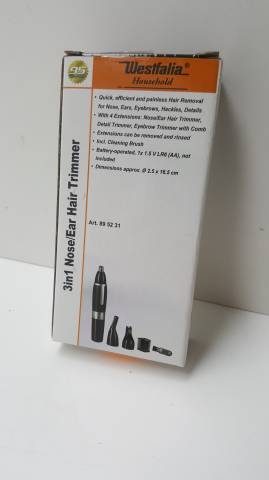 95
Westfalia
Household
• Quick, efficient and painless Hair Removal
for Nose, Ears, Eyebrows, Hackles, Details
• With 4 Extensions: Nose/Ear Hair Trimmer,
Detail Trimmer, Eyebrow Trimmer with Comb
• Extensions can be removed and rinsed
• Incl. Cleaning Brush
• Battery-operated, 1x 1.5 V LR6 (AA), not
Included
• Dimensions approx. Ø 2.5 x 16.5 cm
Art. 89 52 21
3in1 Nose/Ear Hair Trimmer